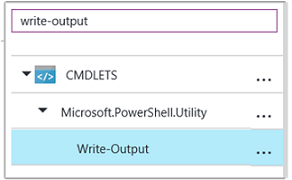 write-output
CMDLETS ...
Microsoft.PowerShell.Utility ...
Write-Output ...